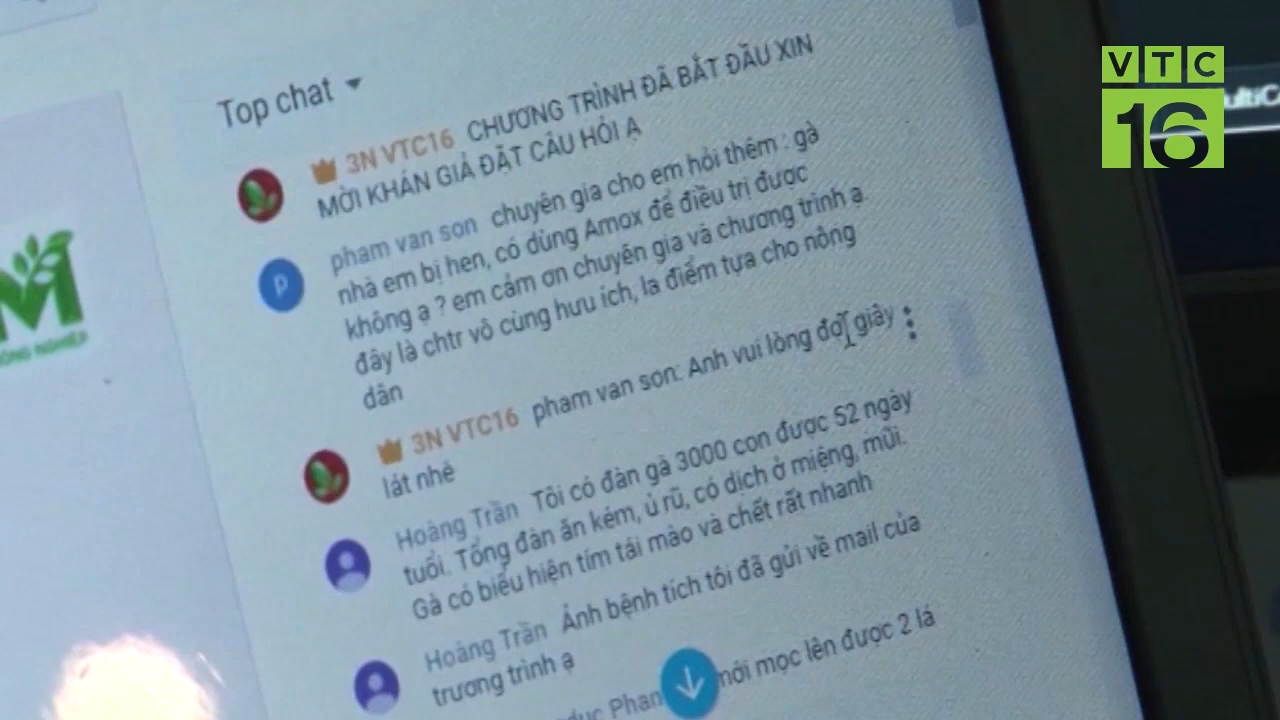 VTC
16
Top chat
3N VTC16 CHƯƠNG TRÌNH ĐÃ BẮT ĐẦU XIN
MỜI KHÁN GIẢ ĐẶT CÂU HỎI Ạ
pham van son chuyên gia cho em hỏi thêm : gà
nhà em bị hen, có dùng Amox để điều trị được
không ạ ? em cảm ơn chuyên gia và chương trình ạ.
đây là chtr vô cùng hưu ích, la điểm tựa cho nông
dân
3N VTC16 pham van son: Anh vui lòng đợi giây
lát nhé
Hoàng Trần Tôi có đàn gà 3000 con được 52 ngày
tuổi. Tổng đàn ăn kém, ủ rũ, có dịch ở miệng, mũi.
Gà có biểu hiện tím tái mào và chết rất nhanh
Hoàng Trần Ảnh bệnh tích tôi đã gửi về mail của
trương trình ạ
Phan mới mọc lên được 2 lá